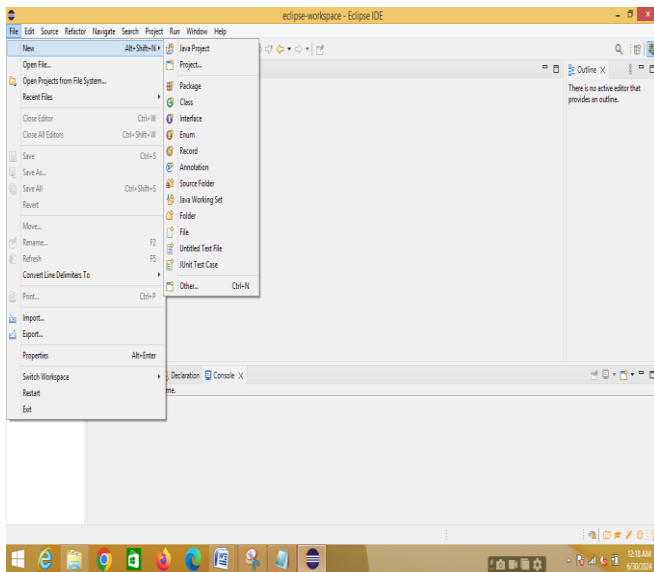 eclipse-workspace - Eclipse IDE
File Edit Source Refactor Navigate Search Project Run Window Help
New Alt+Shift+N
Open File...
Open Projects from File System...
Recent Files
Close Editor Ctrl+W
Close All Editors Ctrl+Shift+W
Save Ctrl+S
Save As...
Save All Ctrl+Shift+S
Revert
Move...
Rename... F2
Refresh F5
Convert Line Delimiters To
Print... Ctrl+P
Import...
Export...
Properties Alt+Enter
Switch Workspace
Restart
Exit
Java Project
Project...
Package
Class
Interface
Enum
Record
Annotation
Source Folder
Java Working Set
Folder
File
Untitled Text File
JUnit Test Case
Other... Ctrl+N
Outline
There is no active editor that
provides an outline.
Declaration Console
me.
12:18 AM
6/30/2024